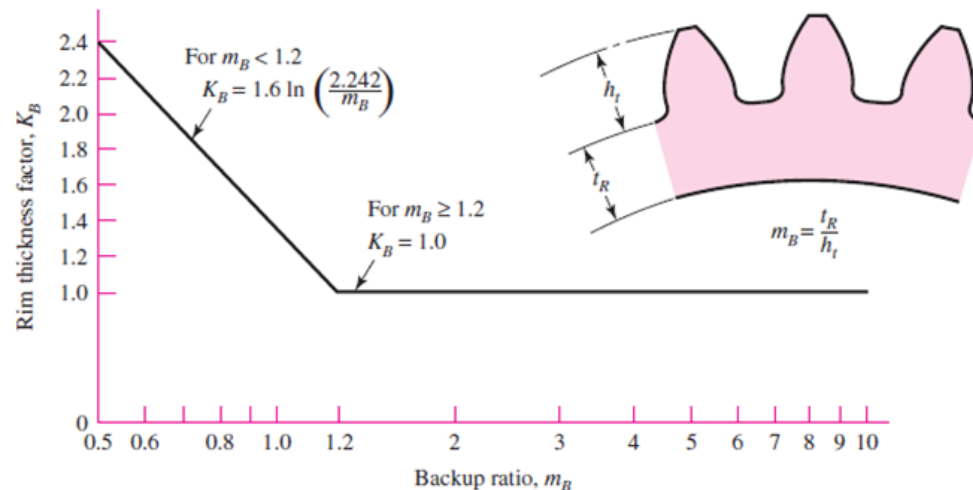 Rim thickness factor, K_B
2.4
2.2
2.0
1.8
1.6
1.4
1.2
1.0
0
For m_B < 1.2
K_B = 1.6 ln (2.242/m_B)
For m_B ≥ 1.2
K_B = 1.0
h_t
t_R
m_B = t_R/h_t
0.5 0.6 0.8 1.0 1.2 2 3 4 5 6 7 8 9 10
Backup ratio, m_B